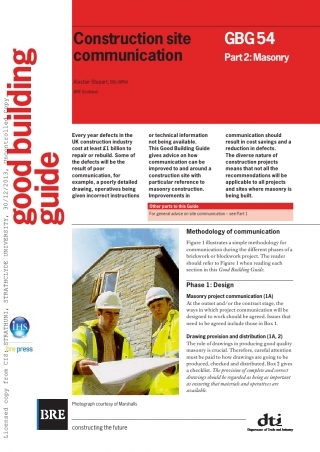 Construction site
communication
GBG 54
Part 2: Masonry
Alistair Stupart, BSc MPhil
BRE Scotland
good building
guide
Licensed copy from CIS: STRATHUNI, STRATHCLYDE UNIVERSITY, 30/12/2013, Uncontrolled Copy
IHS
bre press
Every year defects in the
UK construction industry
cost at least £1 billion to
repair or rebuild. Some
of the defects will be the
result of poor
communication, for
example, a poorly detailed
drawing, operatives being
given incorrect instructions
or technical information
not being available.
This Good Building Guide
gives advice on how
communication can be
improved to and around a
construction site with
particular reference to
masonry construction.
Improvements in
communication should
result in cost savings and a
reduction in defects.
The diverse nature of
construction projects
means that not all the
recommendations will be
applicable to all projects
and sites where masonry is
being built.
Other parts to this Guide
For general advice on site communication – see Part 1
Methodology of communication
Figure 1 illustrates a simple methodology for
communication during the different phases of a
brickwork or blockwork project. The reader
should refer to Figure 1 when reading each
section in this Good Building Guide.
Phase 1: Design
Masonry project communication (1A)
At the outset and/or the contract stage, the
ways in which project communication will be
designed to work should be agreed. Issues that
need to be agreed include those in Box 1.
Drawing provision and distribution (1A, 2)
The role of drawings in producing good quality
masonry is crucial. Therefore, careful attention
must be paid to how drawings are going to be
produced, checked and distributed. Box 2 gives
a checklist. The provision of complete and correct
drawings should be regarded as being as important
as ensuring that materials and operatives are
available.
Photograph courtesy of Marshalls
BRE
constructing the future
dti
Department of Trade and Industry